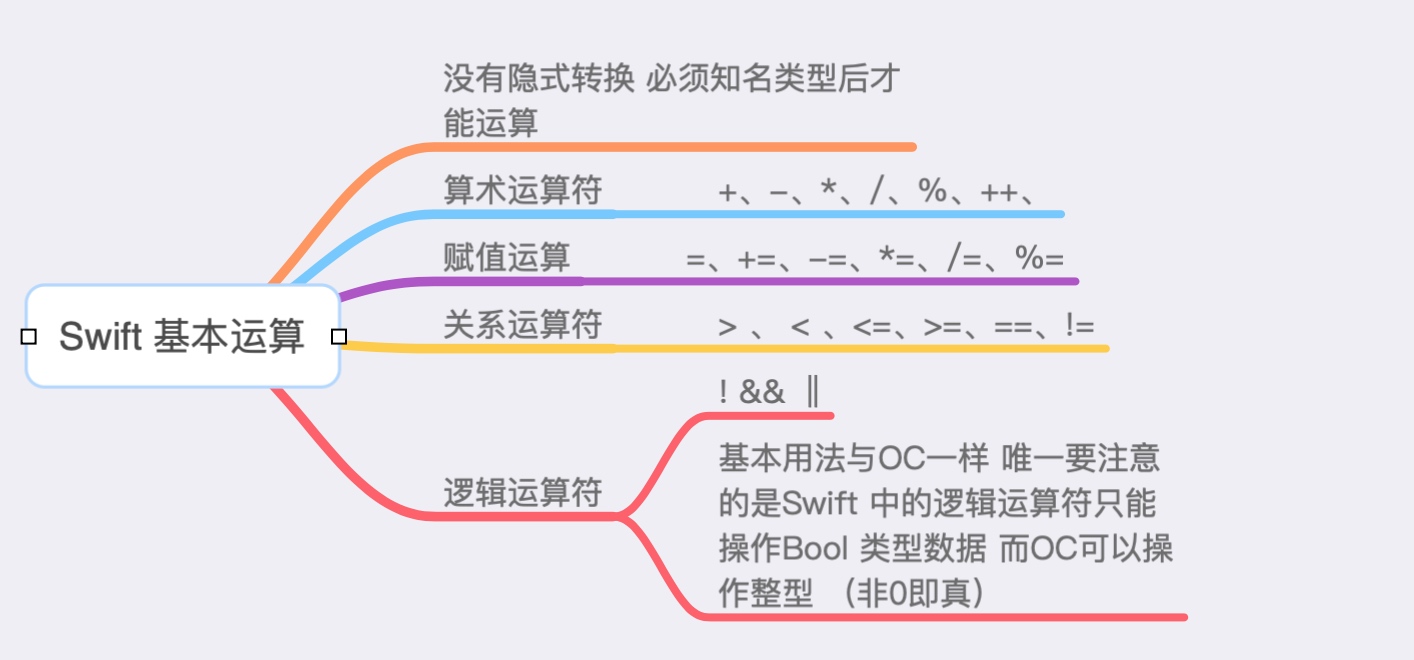 没有隐式转换 必须知名类型后才
能运算
算术运算符 +、-、*、/、%、++、
赋值运算 =、+=、-=、*=、/=、%=
Swift 基本运算
关系运算符 > 、 < 、<=、>=、==、!=
! && ||
逻辑运算符
基本用法与OC一样 唯一要注意
的是Swift 中的逻辑运算符只能
操作Bool 类型数据 而OC可以操
作整型 （非0即真）